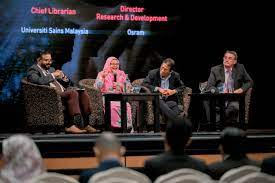 Chief Librarian
Director
Research & Development
Universiti Sains Malaysia
Osram